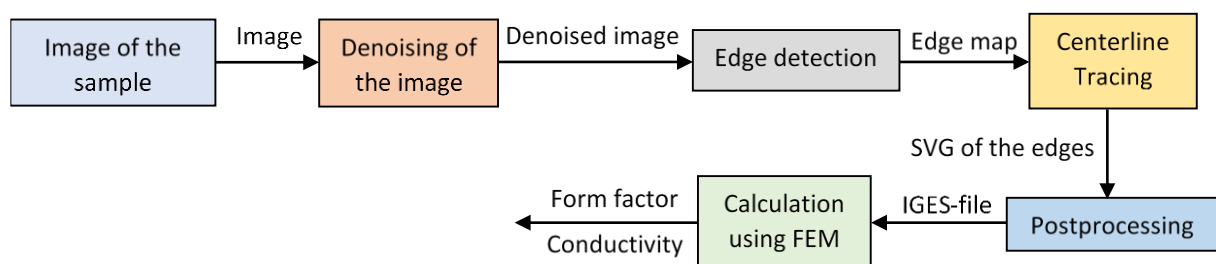 Image of the
sample
Image
Denoising of
the image
Denoised image
Edge detection
Edge map
Centerline
Tracing
SVG of the edges
Postprocessing
IGES-file
Calculation
using FEM
Form factor
Conductivity